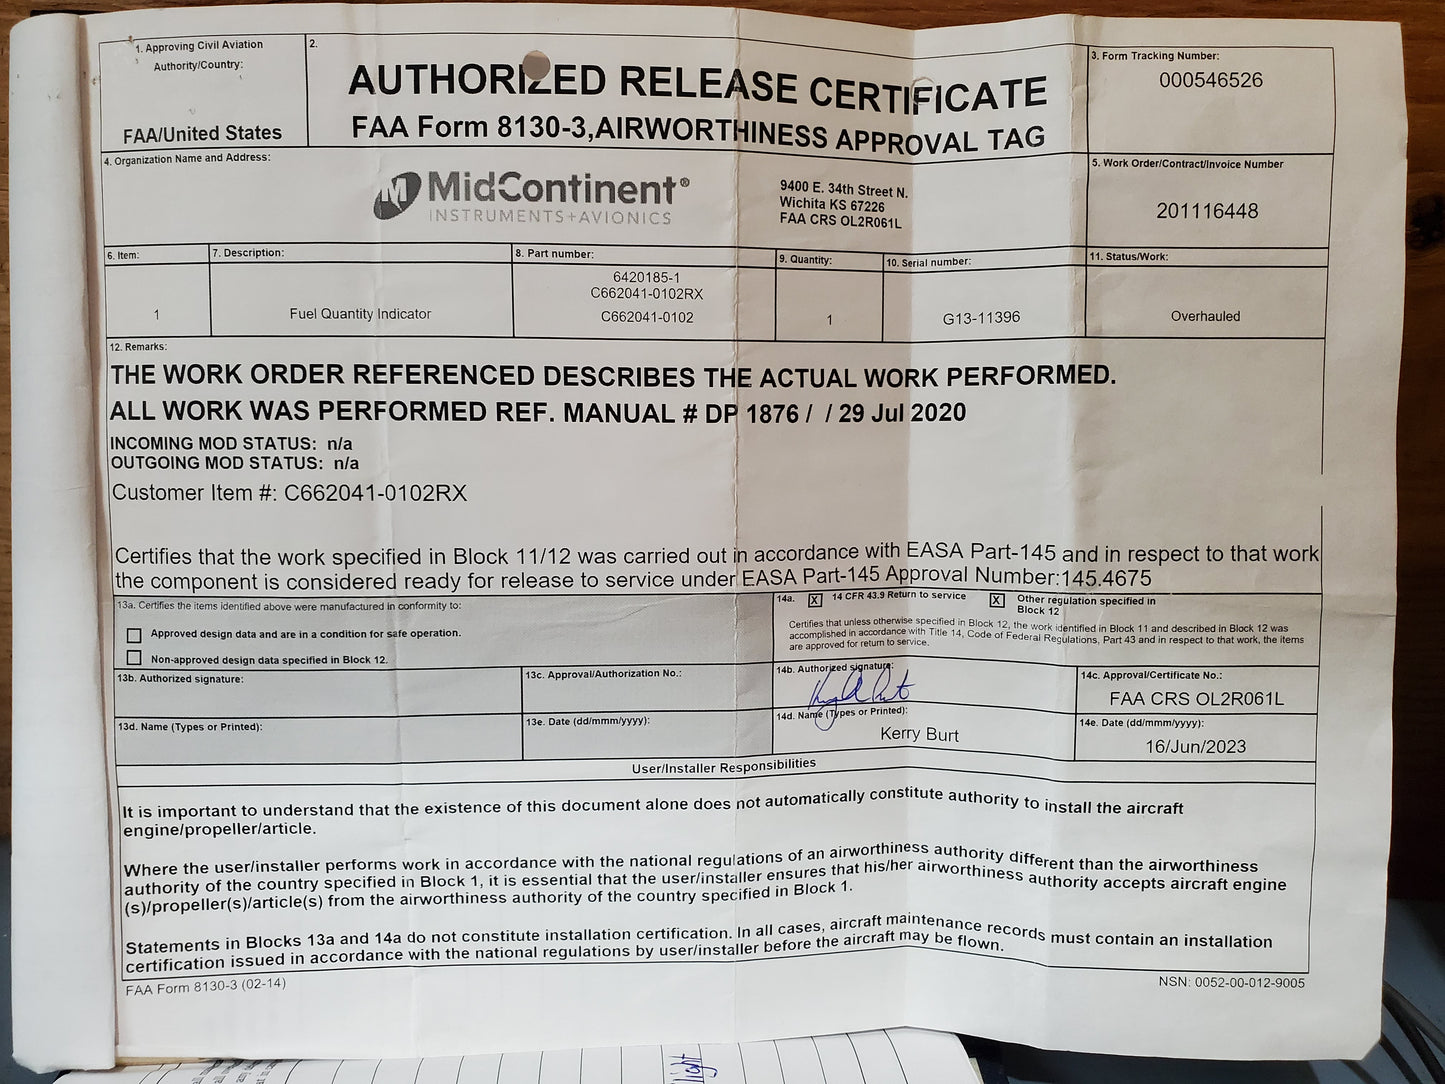 1. Approving Civil Aviation
Authority/Country:
FAA/United States
2.
AUTHORIZED RELEASE CERTIFICATE
FAA Form 8130-3,AIRWORTHINESS APPROVAL TAG
3. Form Tracking Number:
000546526
4. Organization Name and Address:
M MidContinent®
INSTRUMENTS+AVIONICS
9400 E. 34th Street N.
Wichita KS 67226
FAA CRS OL2R061L
5. Work Order/Contract/Invoice Number
201116448
6. Item:
7. Description:
8. Part number:
9. Quantity:
10. Serial number:
11. Status/Work:
6420185-1
C662041-0102RX
1
Fuel Quantity Indicator
C662041-0102
1
G13-11396
Overhauled
12. Remarks:
THE WORK ORDER REFERENCED DESCRIBES THE ACTUAL WORK PERFORMED.
ALL WORK WAS PERFORMED REF. MANUAL # DP 1876 / / 29 Jul 2020
INCOMING MOD STATUS: n/a
OUTGOING MOD STATUS: n/a
Customer Item #: C662041-0102RX
Certifies that the work specified in Block 11/12 was carried out in accordance with EASA Part-145 and in respect to that work
the component is considered ready for release to service under EASA Part-145 Approval Number:145.4675
13a. Certifies the items identified above were manufactured in conformity to:
Approved design data and are in a condition for safe operation.
Non-approved design data specified in Block 12.
14a. X 14 CFR 43.9 Return to service X Other regulation specified in
Block 12
Certifies that unless otherwise specified in Block 12, the work identified in Block 11 and described in Block 12 was
accomplished in accordance with Title 14, Code of Federal Regulations, Part 43 and in respect to that work, the items
are approved for return to service.
13b. Authorized signature:
13c. Approval/Authorization No.:
14b. Authorized signature:
14c. Approval/Certificate No.:
FAA CRS OL2R061L
13d. Name (Types or Printed):
13e. Date (dd/mmm/yyyy):
14d. Name (Types or Printed):
Kerry Burt
14e. Date (dd/mmm/yyyy):
16/Jun/2023
User/Installer Responsibilities
It is important to understand that the existence of this document alone does not automatically constitute authority to install the aircraft
engine/propeller/article.
Where the user/installer performs work in accordance with the national regulations of an airworthiness authority different than the airworthiness
authority of the country specified in Block 1, it is essential that the user/installer ensures that his/her airworthiness authority accepts aircraft engine
(s)/propeller(s)/article(s) from the airworthiness authority of the country specified in Block 1.
Statements in Blocks 13a and 14a do not constitute installation certification. In all cases, aircraft maintenance records must contain an installation
certification issued in accordance with the national regulations by user/installer before the aircraft may be flown.
FAA Form 8130-3 (02-14)
NSN: 0052-00-012-9005